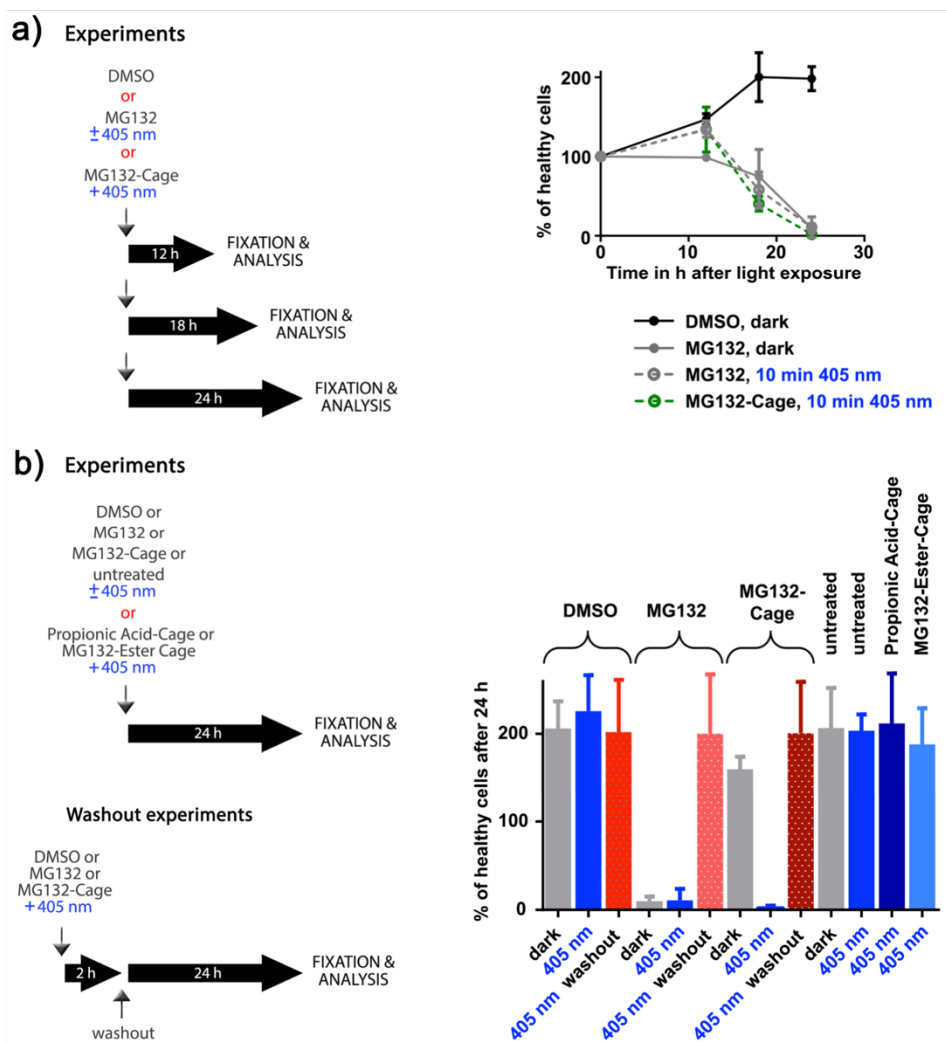 a) Experiments
DMSO
or
MG132
± 405 nm
or
MG132-Cage
+ 405 nm
12 h
FIXATION &
ANALYSIS
18 h
FIXATION &
ANALYSIS
24 h
FIXATION &
ANALYSIS
% of healthy cells
200
100
0
0 10 20 30
Time in h after light exposure
DMSO, dark
MG132, dark
MG132, 10 min 405 nm
MG132-Cage, 10 min 405 nm
b) Experiments
DMSO or
MG132 or
MG132-Cage or
untreated
± 405 nm
or
Propionic Acid-Cage or
MG132-Ester Cage
+ 405 nm
24 h
FIXATION &
ANALYSIS
Washout experiments
DMSO or
MG132 or
MG132-Cage
+ 405 nm
2 h
24 h
FIXATION &
ANALYSIS
washout
% of healthy cells after 24 h
200
100
0
DMSO
MG132
MG132-
Cage
untreated
untreated
Propionic Acid-Cage
MG132-Ester-Cage
dark
405 nm
405 nm washout
dark
405 nm
405 nm washout
dark
405 nm
405 nm washout
dark
405 nm
405 nm
405 nm